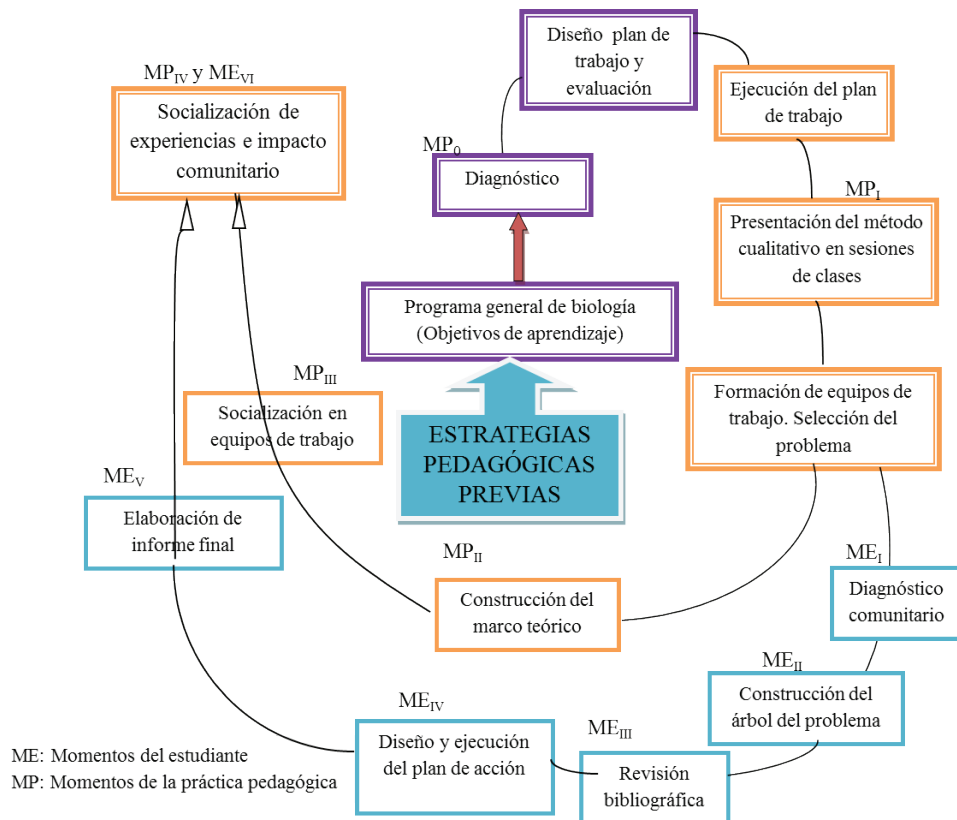 Diseño plan de
trabajo y
evaluación
MP_IV y ME_VI
Socialización de
experiencias e impacto
comunitario
Ejecución del plan
de trabajo
MP_0
Diagnóstico
MP_I
Presentación del método
cualitativo en sesiones
de clases
Programa general de biología
(Objetivos de aprendizaje)
MP_III
Socialización en
equipos de trabajo
ESTRATEGIAS
PEDAGÓGICAS
PREVIAS
Formación de equipos de
trabajo. Selección del
problema
ME_V
Elaboración de
informe final
MP_II
Construcción del
marco teórico
ME_I
Diagnóstico
comunitario
ME_II
Construcción del
árbol del problema
ME_III
Revisión
bibliográfica
ME_IV
Diseño y ejecución
del plan de acción
ME: Momentos del estudiante
MP: Momentos de la práctica pedagógica